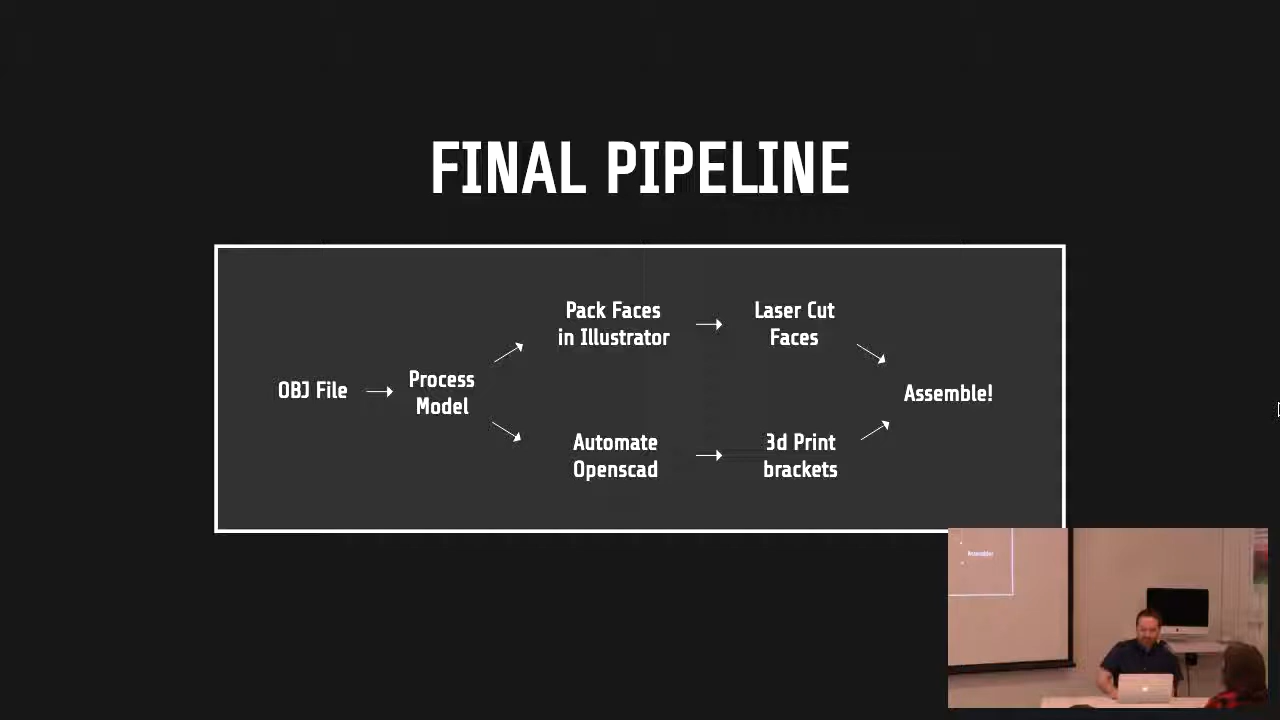 FINAL PIPELINE
OBJ File
Process
Model
Pack Faces
in Illustrator
Laser Cut
Faces
Automate
Openscad
3d Print
brackets
Assemble!
Assemble!